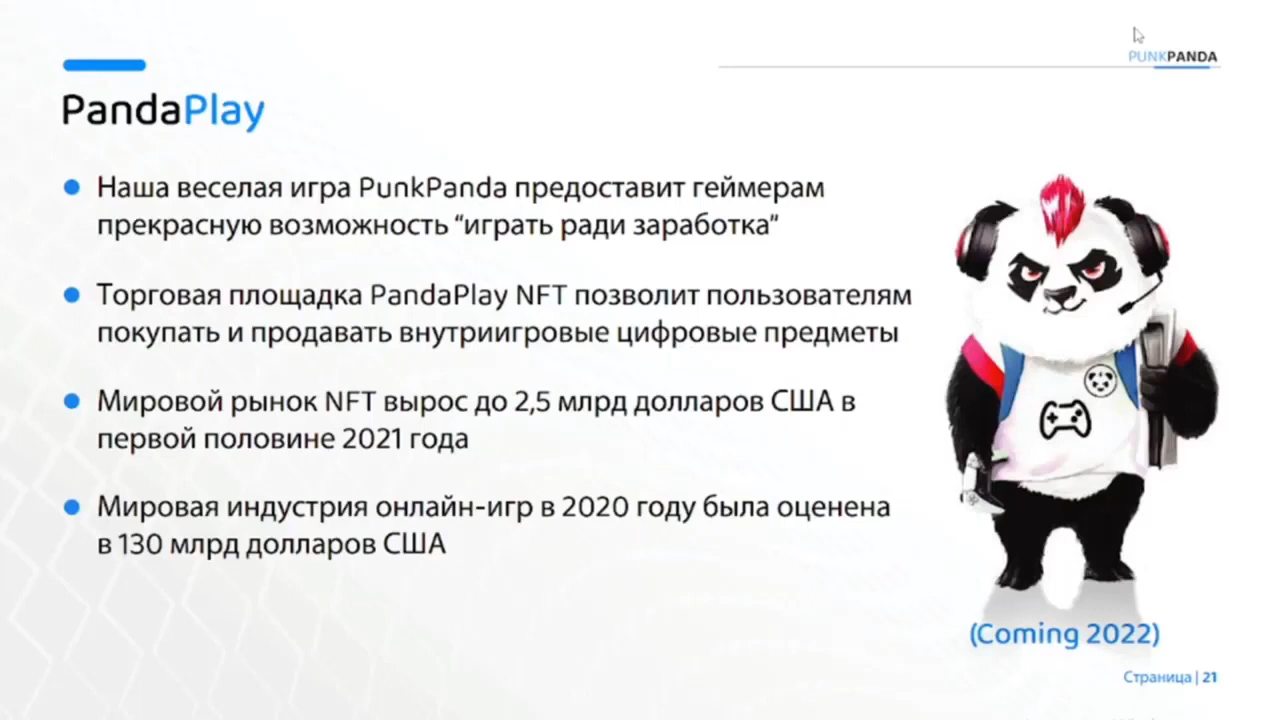 PUNKPANDA
PandaPlay
Наша веселая игра PunkPanda предоставит геймерам
прекрасную возможность “играть ради заработка”
Торговая площадка PandaPlay NFT позволит пользователям
покупать и продавать внутриигровые цифровые предметы
Мировой рынок NFT вырос до 2,5 млрд долларов США в
первой половине 2021 года
Мировая индустрия онлайн-игр в 2020 году была оценена
в 130 млрд долларов США
(Coming 2022)
Страница | 21